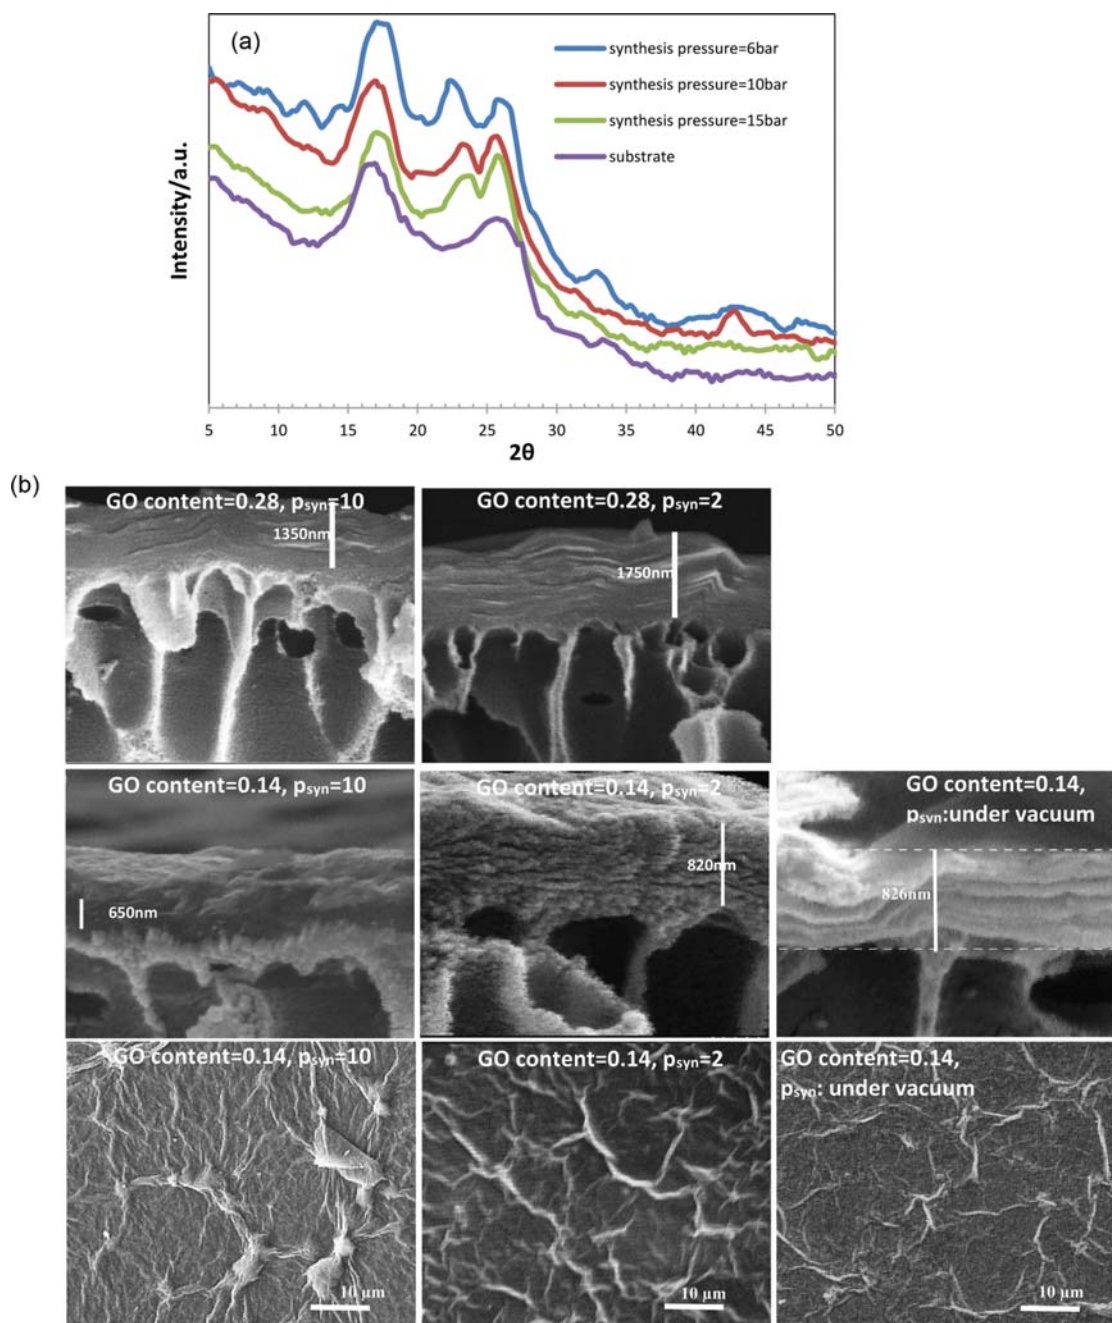 (a)
synthesis pressure=6bar
synthesis pressure=10bar
synthesis pressure=15bar
substrate
Intensity/a.u.
5 10 15 20 25 30 35 40 45 50
2θ
(b)
GO content=0.28, psyn=10
1350nm
GO content=0.28, psyn=2
1750nm
GO content=0.14, psyn=10
650nm
GO content=0.14, psyn=2
820nm
GO content=0.14,
psyn:under vacuum
826nm
GO content=0.14, psyn=10
10 µm
GO content=0.14, psyn=2
10 µm
GO content=0.14,
psyn: under vacuum
10 µm